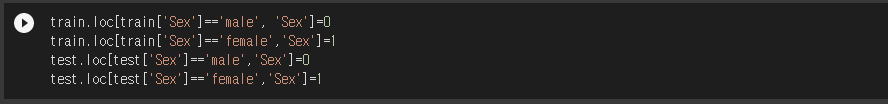 train.loc[train['Sex']=='male', 'Sex']=0
train.loc[train['Sex']=='female','Sex']=1
test.loc[test['Sex']=='male','Sex']=0
test.loc[test['Sex']=='female','Sex']=1